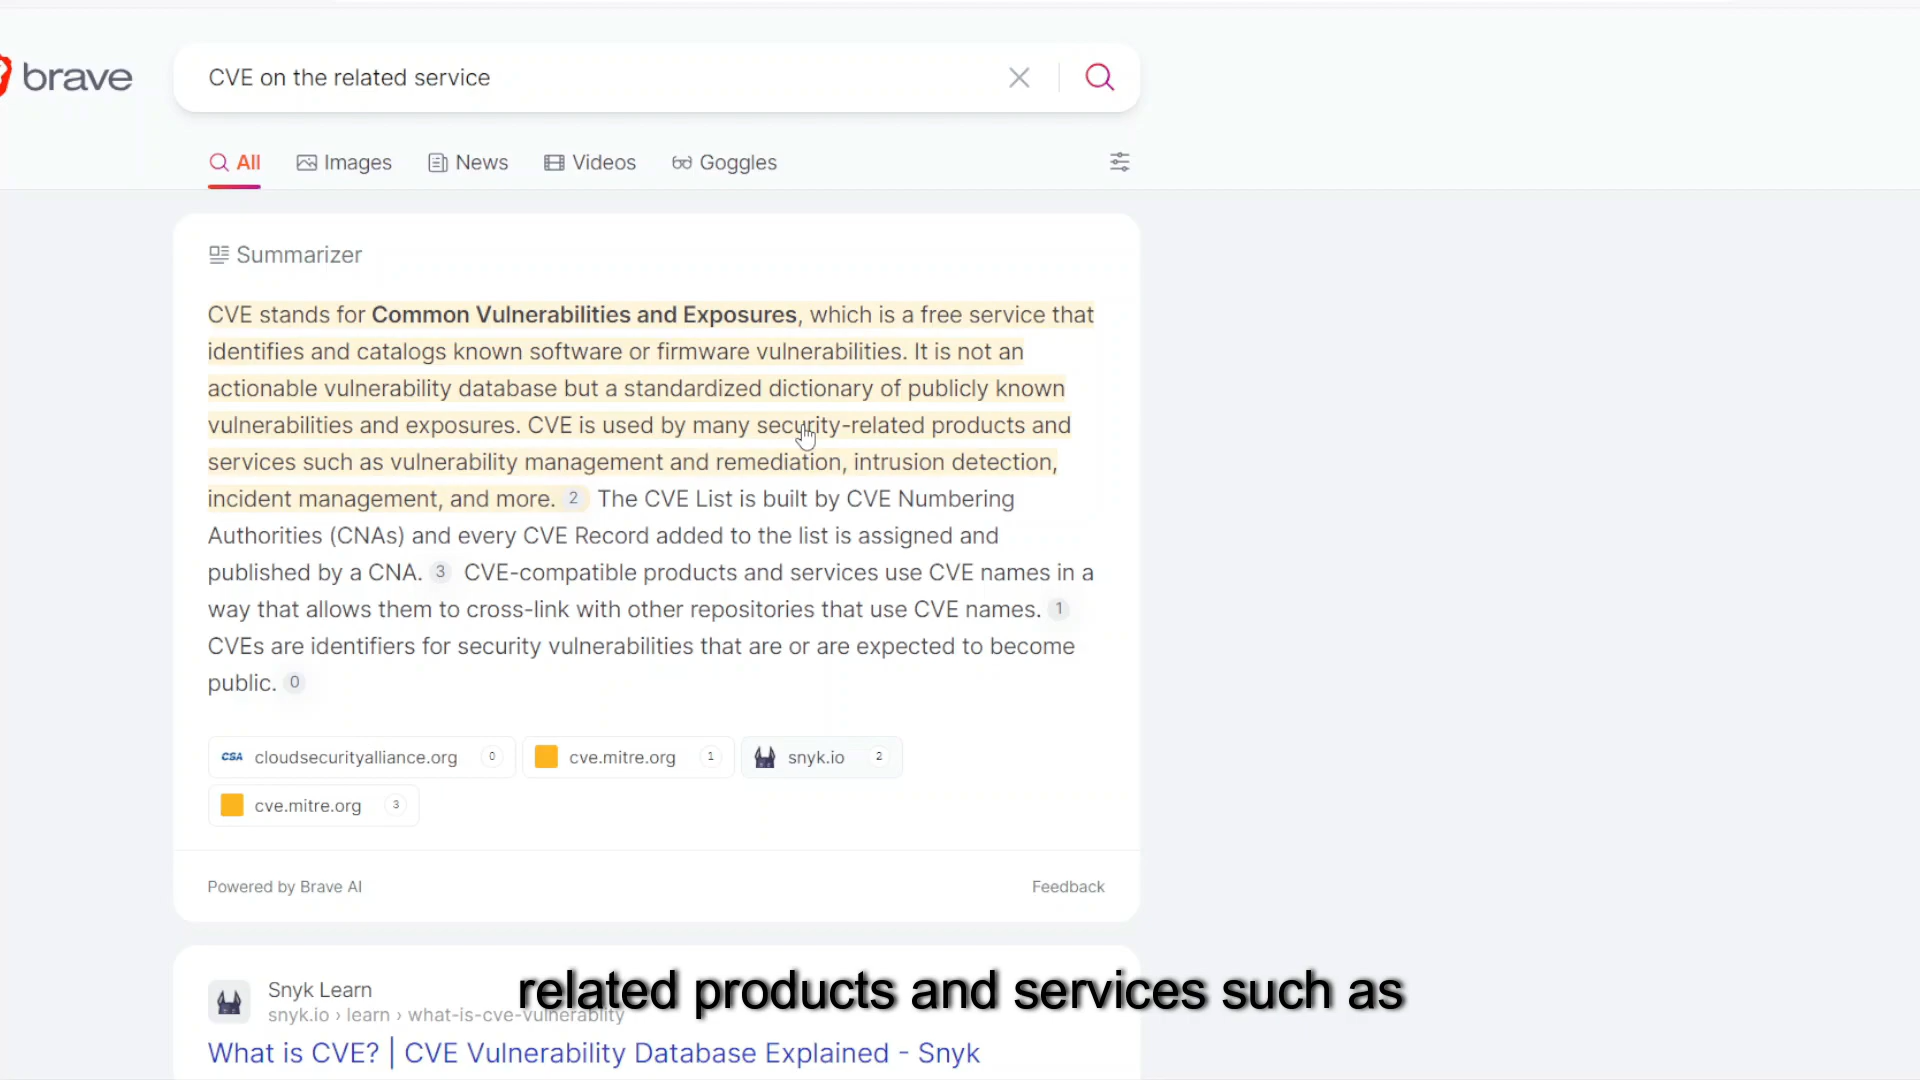 brave
CVE on the related service
All Images News Videos Goggles
Summarizer
CVE stands for Common Vulnerabilities and Exposures, which is a free service that
identifies and catalogs known software or firmware vulnerabilities. It is not an
actionable vulnerability database but a standardized dictionary of publicly known
vulnerabilities and exposures. CVE is used by many security-related products and
services such as vulnerability management and remediation, intrusion detection,
incident management, and more. 2 The CVE List is built by CVE Numbering
Authorities (CNAs) and every CVE Record added to the list is assigned and
published by a CNA. 3 CVE-compatible products and services use CVE names in a
way that allows them to cross-link with other repositories that use CVE names. 1
CVEs are identifiers for security vulnerabilities that are or are expected to become
public. 0
CSA cloudsecurityalliance.org 0 cve.mitre.org 1 snyk.io 2
cve.mitre.org 3
Powered by Brave AI Feedback
Snyk Learn
snyk.io › learn › what-is-cve-vulnerablity
related products and services such as
What is CVE? | CVE Vulnerability Database Explained - Snyk